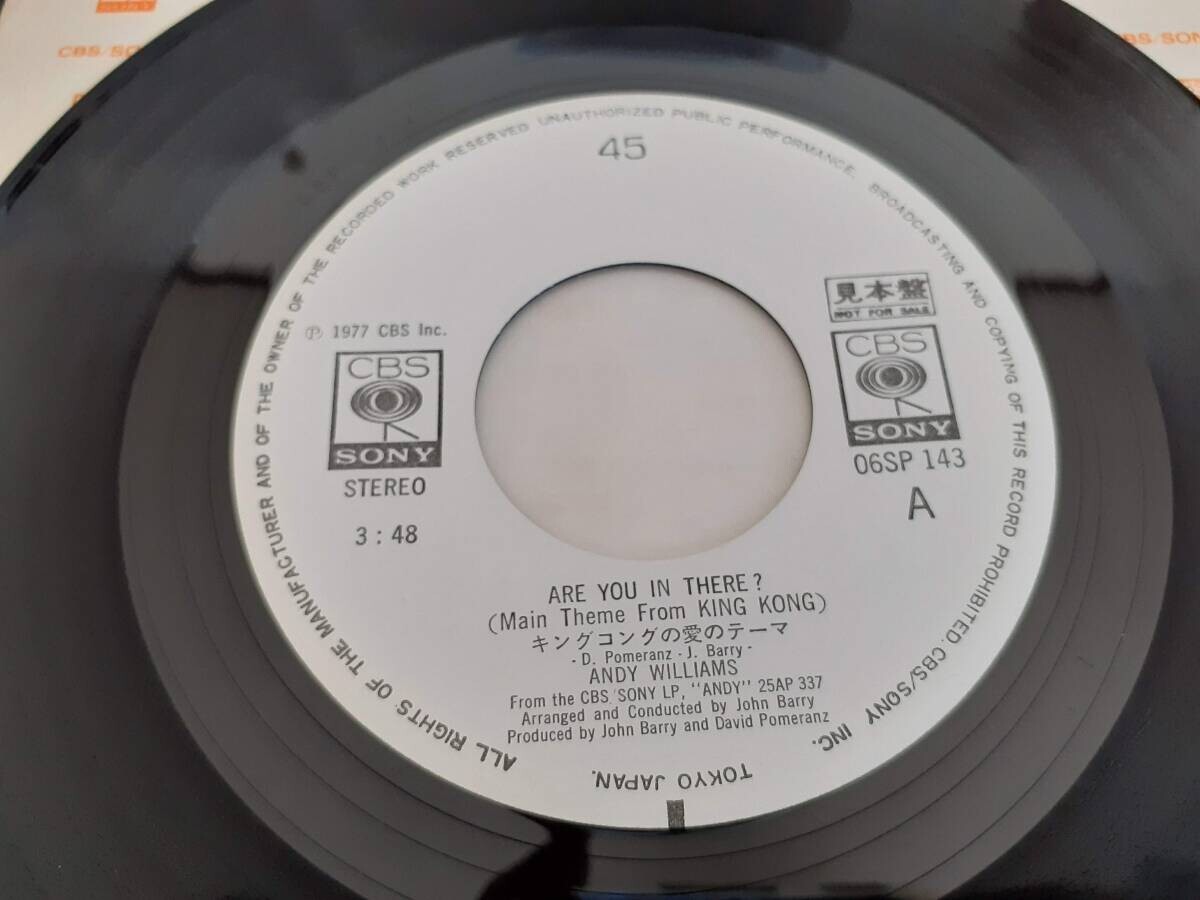 CBS/SO
BS/SON
45
℗ 1977 CBS Inc.
CBS
SONY
STEREO
3:48
見本盤
NOT FOR SALE
CBS
SONY
06SP 143
A
ARE YOU IN THERE?
(Main Theme From KING KONG)
キングコングの愛のテーマ
- D. Pomeranz - J. Barry -
ANDY WILLIAMS
From the CBS/SONY LP, "ANDY" 25AP 337
Arranged and Conducted by John Barry
Produced by John Barry and David Pomeranz
ALL RIGHTS OF THE MANUFACTURER AND OF THE OWNER OF THE RECORDED WORK RESERVED UNAUTHORIZED PUBLIC PERFORMANCE. BROADCASTING AND COPYING OF THIS RECORD PROHIBITED. CBS/SONY INC.
TOKYO JAPAN.